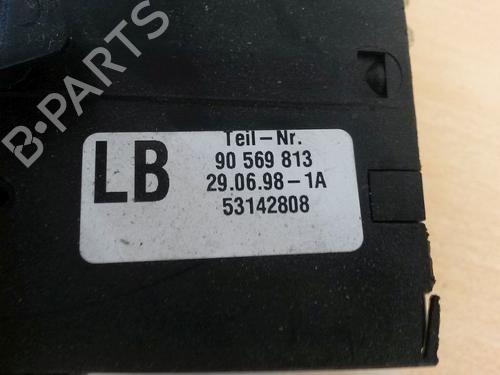 B-PARTS
LB
Teil-Nr.
90 569 813
29.06.98-1A
53142808